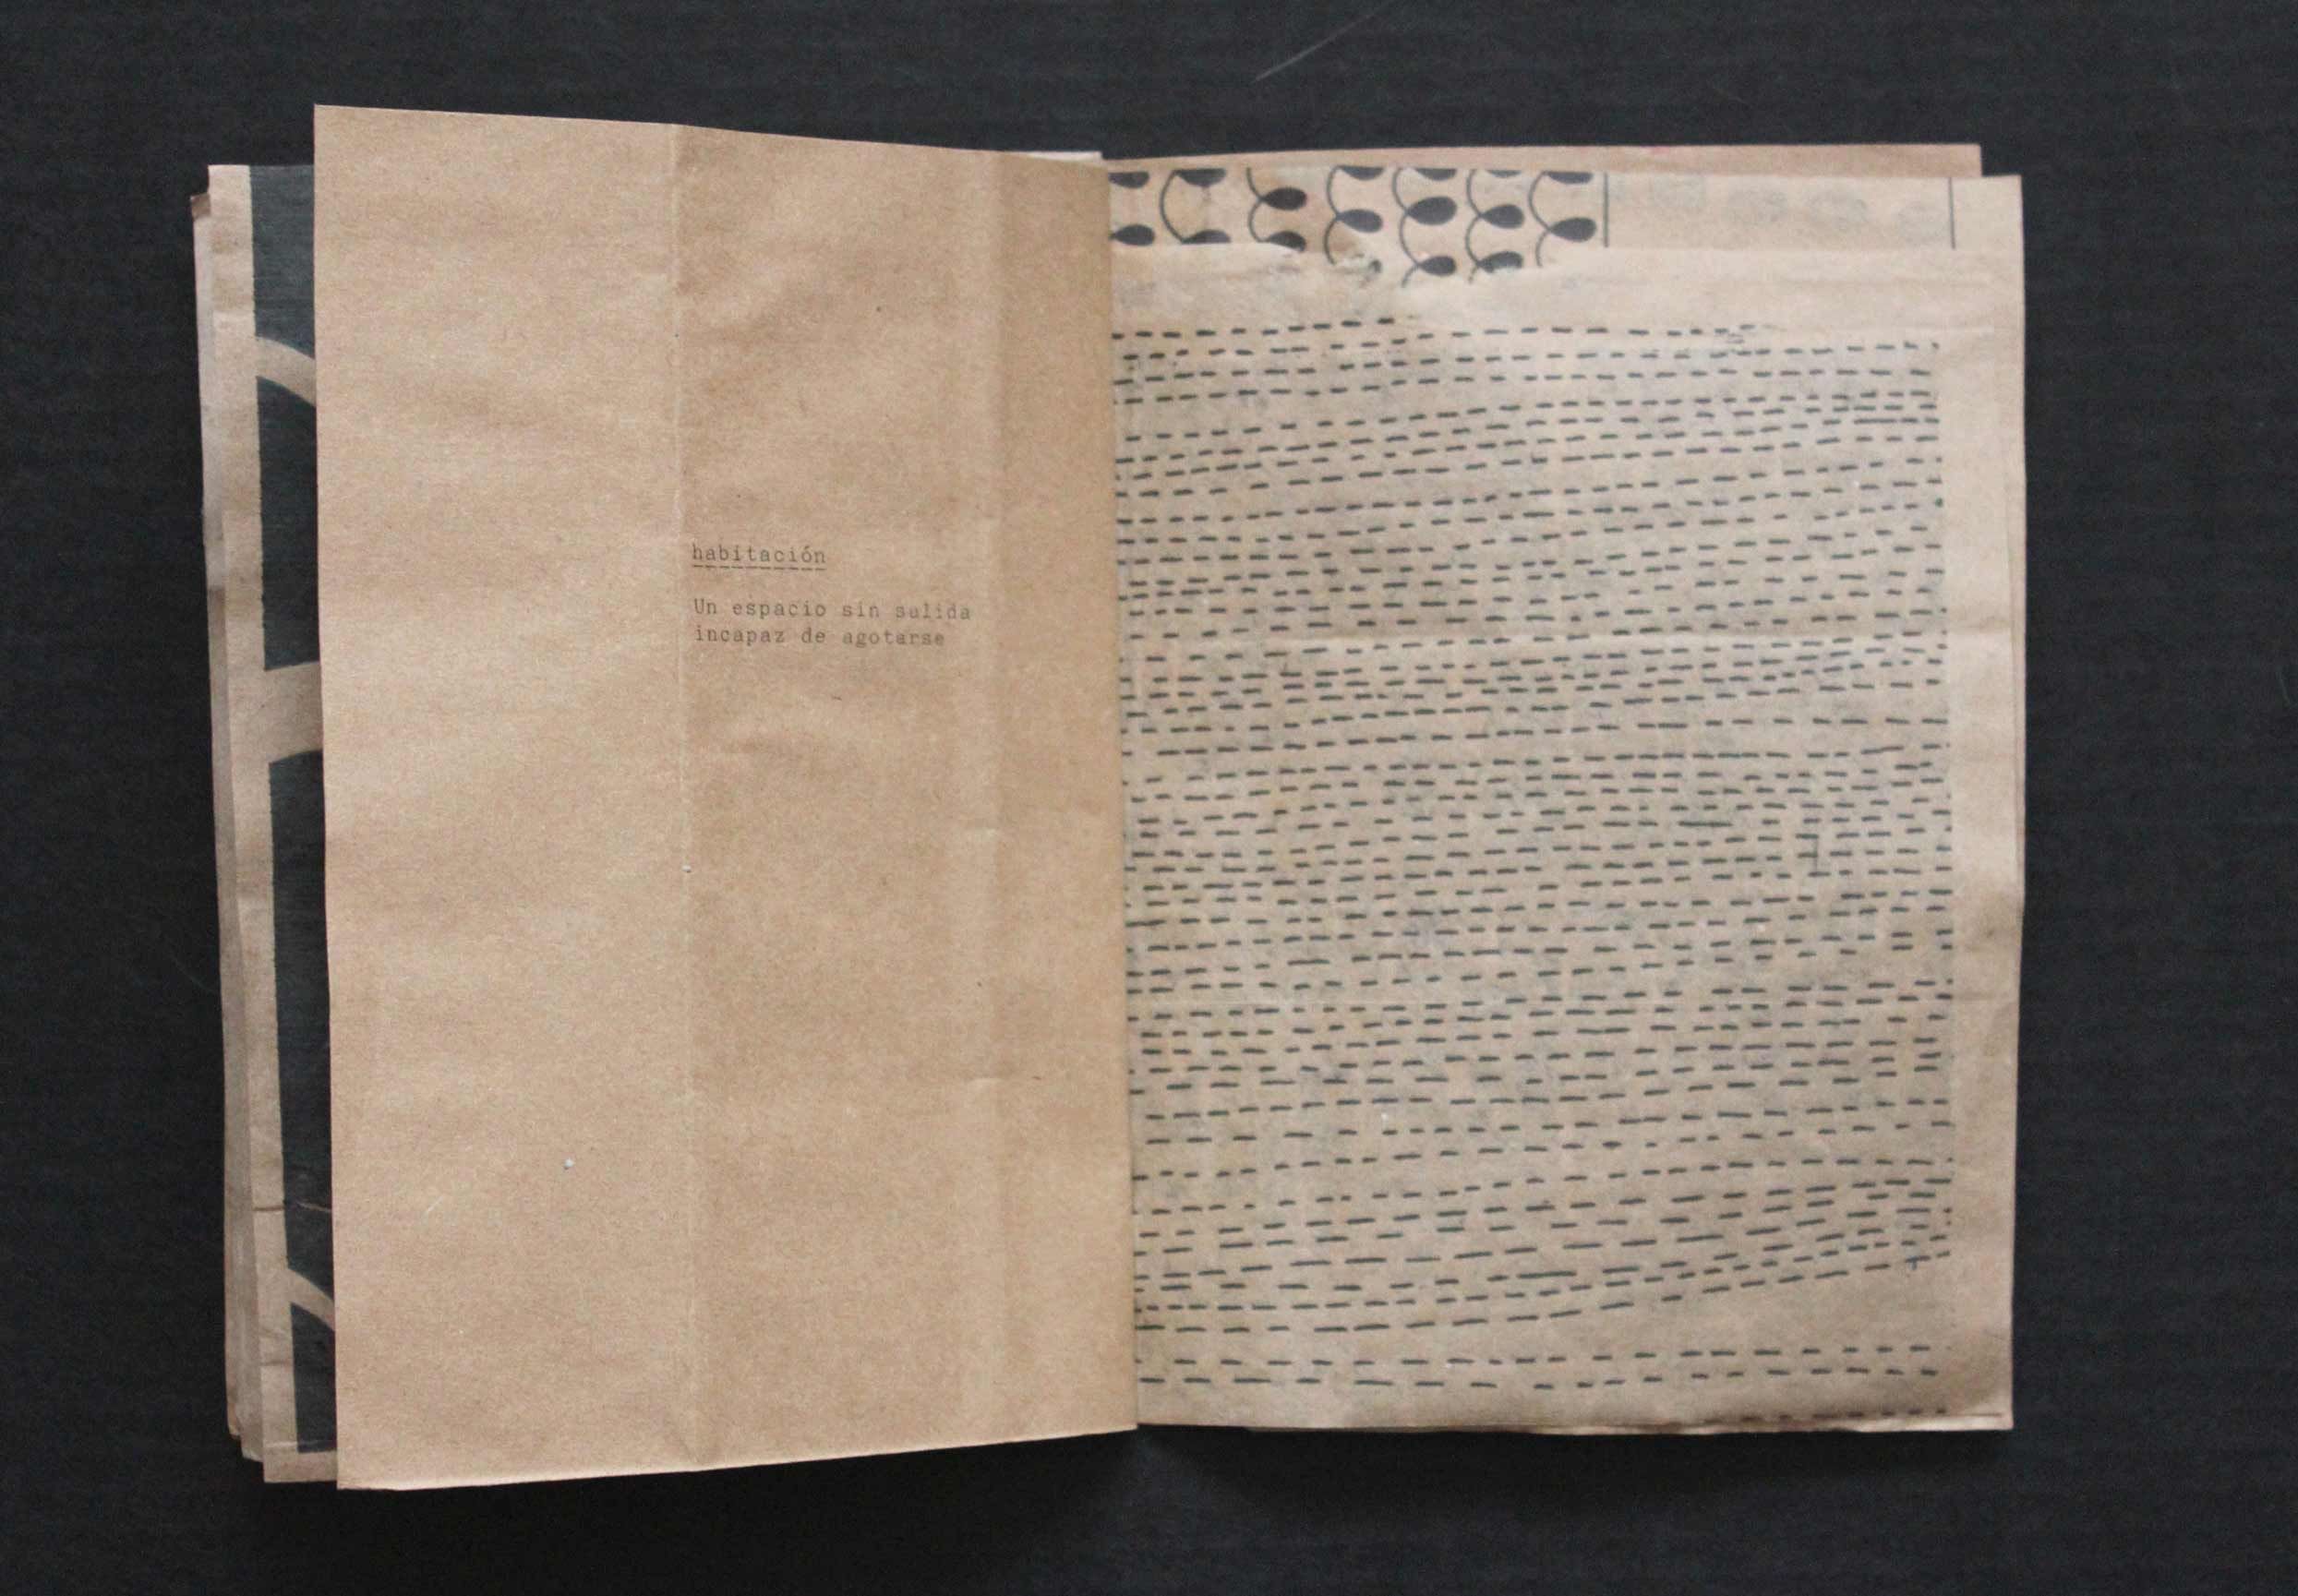 habitación
Un espacio sin salida
incapaz de agotarse